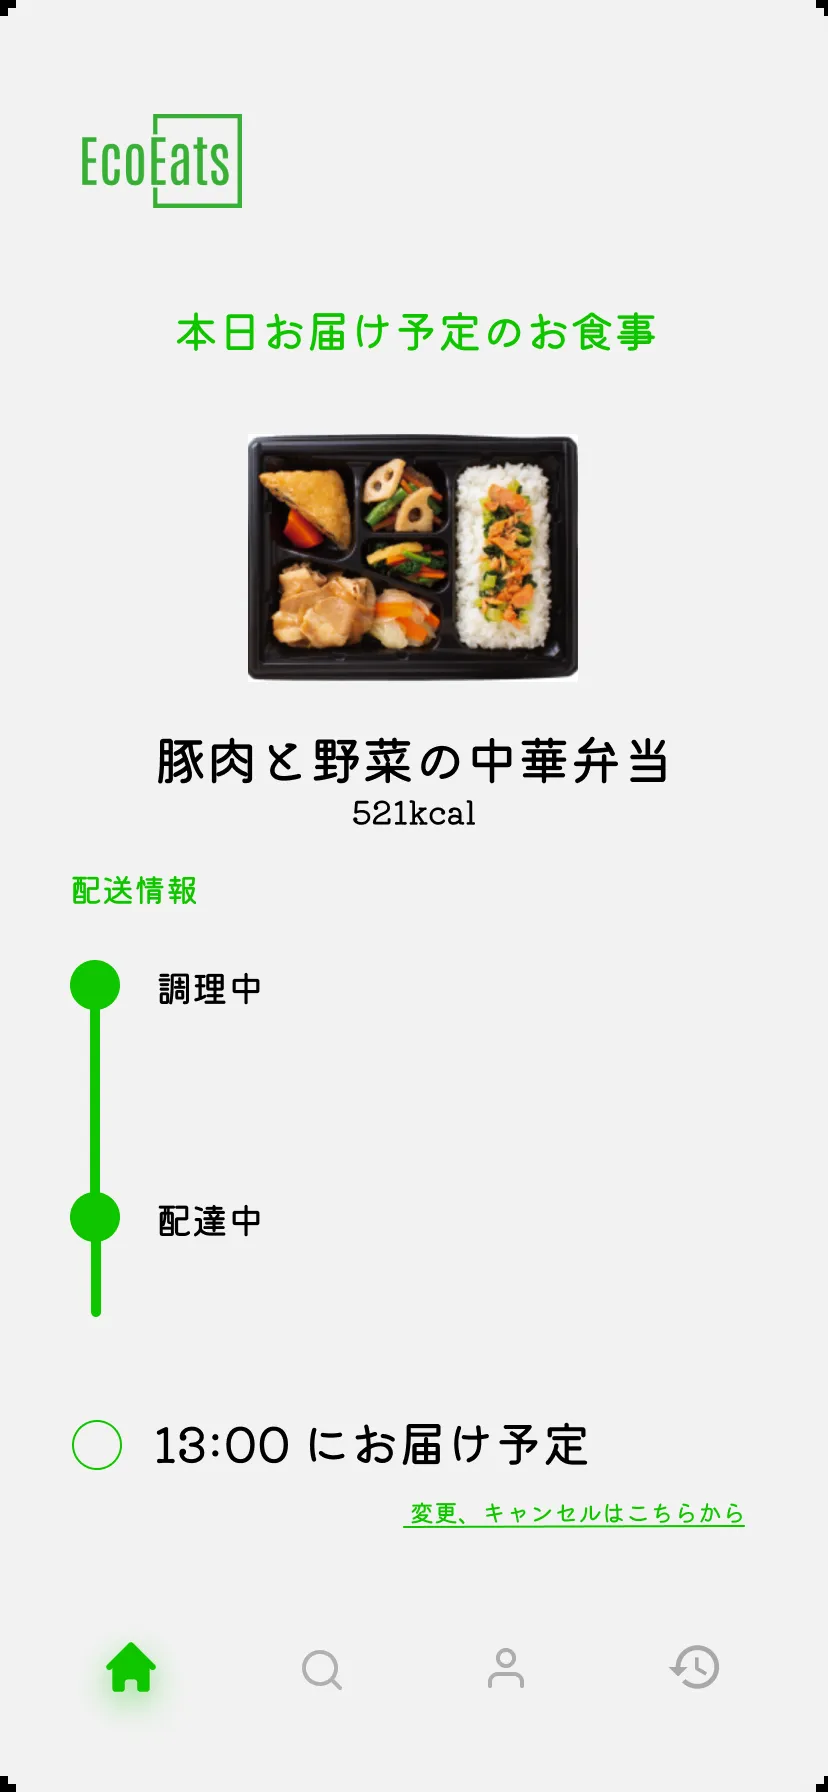 EcoEats
本日お届け予定のお食事
豚肉と野菜の中華弁当
521kcal
配送情報
調理中
配達中
13:00 にお届け予定
変更、キャンセルはこちらから